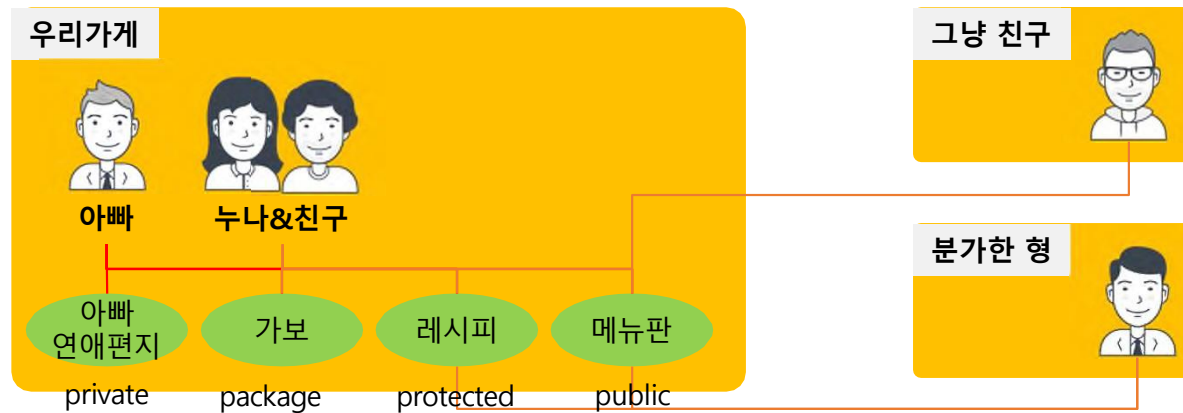 우리가게
그냥 친구
아빠
누나&친구
분가한 형
아빠
연애편지
가보
레시피
메뉴판
private
package
protected
public